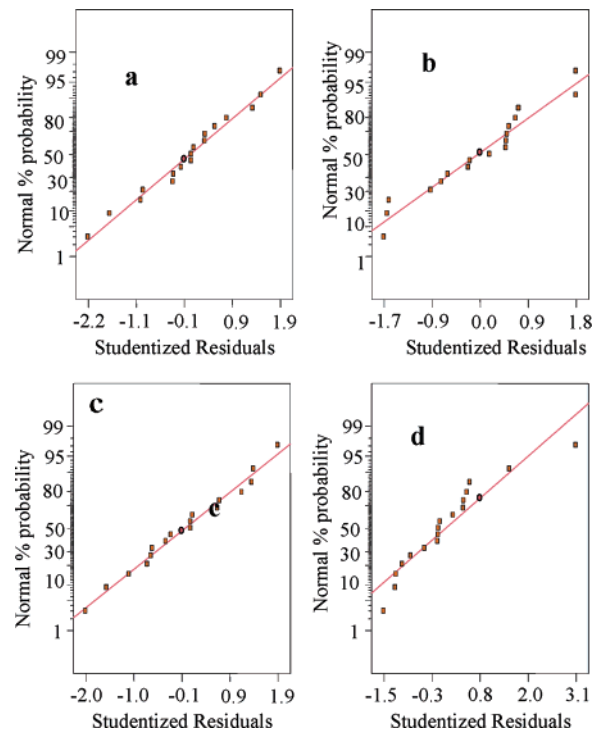 a
Normal % probability
99
95
80
50
30
10
1
-2.2 -1.1 -0.1 0.9 1.9
Studentized Residuals
b
Normal % probability
99
95
80
50
30
10
1
-1.7 -0.9 0.0 0.9 1.8
Studentized Residuals
c
Normal % probability
99
95
80
50
30
10
1
c
-2.0 -1.0 -0.1 0.9 1.9
Studentized Residuals
d
Normal % probability
99
95
80
50
30
10
1
-1.5 -0.3 0.8 2.0 3.1
Studentized Residuals